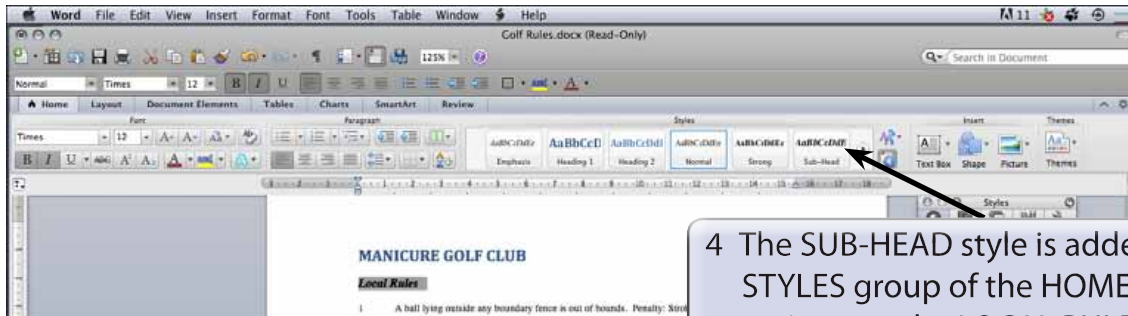 Word File Edit View Insert Format Font Tools Table Window Help
11
Golf Rules.docx (Read-Only)
125%
Search in Document
Normal Times 12 B I U
Home Layout Document Elements Tables Charts SmartArt Review
Font Paragraph Styles Insert Themes
Times 12
AaBbCcDdEe AaBbCcD AaBbCcDdI AaBbCcDdEe AaBbCcDdEe AaBbCcDdE
B I U ABC
Emphasis Heading 1 Heading 2 Normal Strong Sub-Head Text Box Shape Picture Themes
Styles
MANICURE GOLF CLUB
Local Rules
1 A ball lying outside any boundary fence is out of bounds. Penalty:
4 The SUB-HEAD style is adde
STYLES group of the HOME